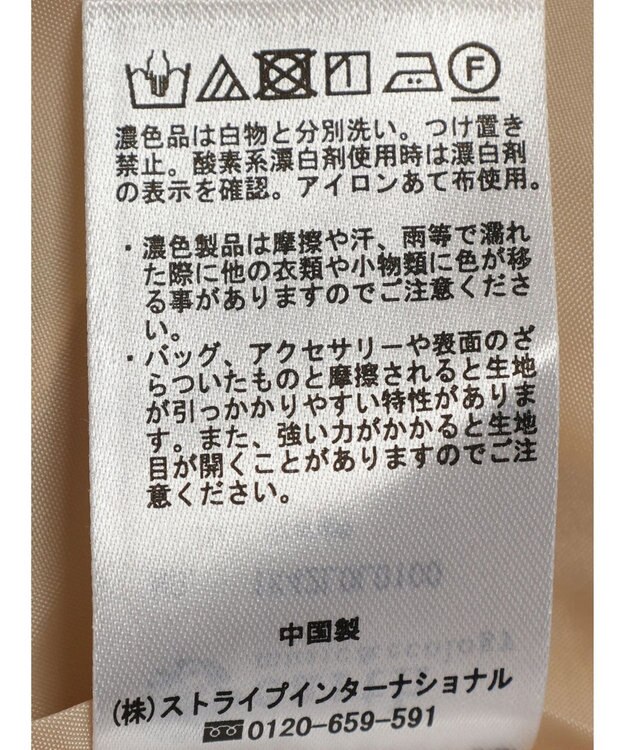 F
濃色品は白物と分別洗い。つけ置き
禁止。酸素系漂白剤使用時は漂白剤
の表示を確認。アイロンあて布使用。
・濃色製品は摩擦や汗、雨等で濡れ
た際に他の衣類や小物類に色が移
る事がありますのでご注意くださ
い。
・バッグ、アクセサリーや表面のざ
らついたものと摩擦されると生地
が引っかかりやすい特性がありま
す。また、強い力がかかると生地
目が開くことがありますのでご注
意ください。
中国製
(株)ストライプインターナショナル
0120-659-591